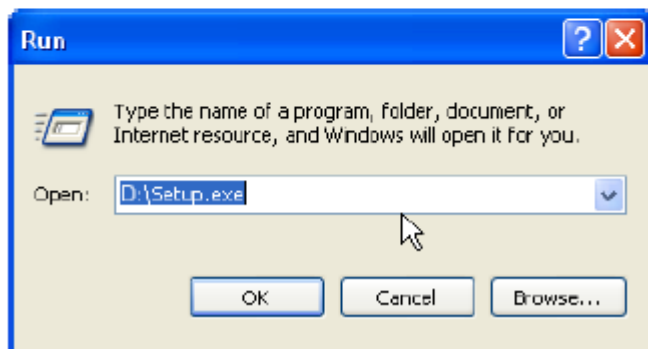 Run
Type the name of a program, folder, document, or
Internet resource, and Windows will open it for you.
Open: D:\Setup.exe
OK Cancel Browse...